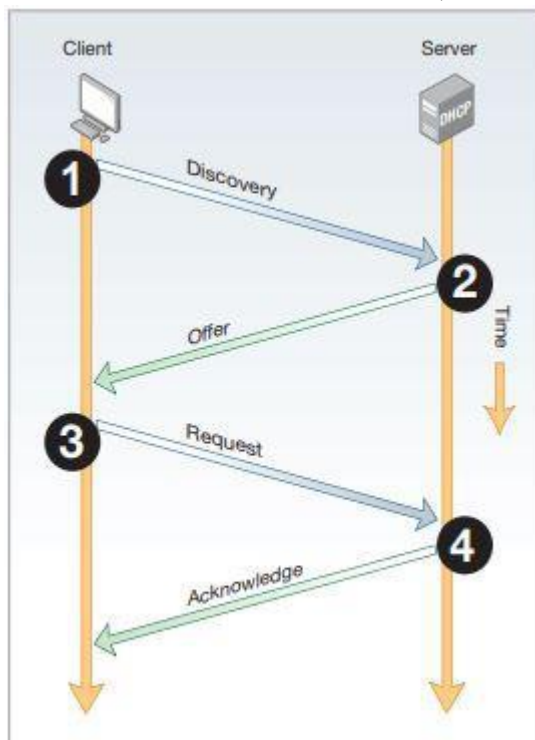 Client
Server
DHCP
1
Discovery
2
Time
Offer
3
Request
4
Acknowledge